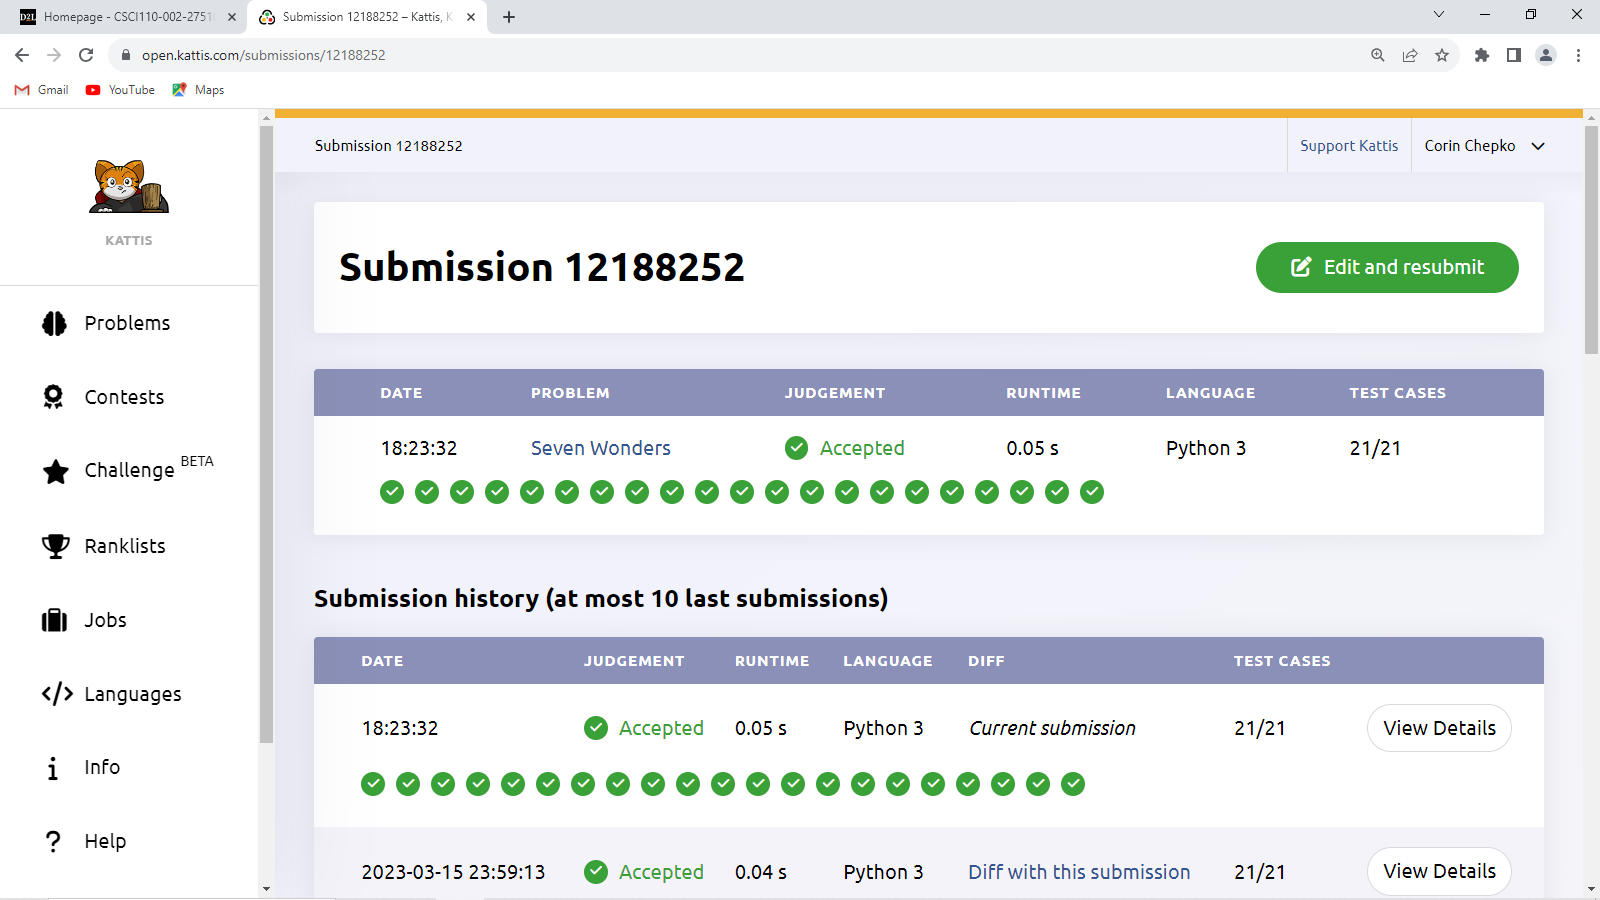 Homepage - CSCI110-002-2751
Submission 12188252 – Kattis, K
open.kattis.com/submissions/12188252
Gmail
YouTube
Maps
KATTIS
Problems
Contests
Challenge BETA
Ranklists
Jobs
Languages
Info
Help
Submission 12188252
Support Kattis
Corin Chepko
Submission 12188252
Edit and resubmit
DATE PROBLEM JUDGEMENT RUNTIME LANGUAGE TEST CASES
18:23:32 Seven Wonders Accepted 0.05 s Python 3 21/21
Submission history (at most 10 last submissions)
DATE JUDGEMENT RUNTIME LANGUAGE DIFF TEST CASES
18:23:32 Accepted 0.05 s Python 3 Current submission 21/21 View Details
2023-03-15 23:59:13 Accepted 0.04 s Python 3 Diff with this submission 21/21 View Details